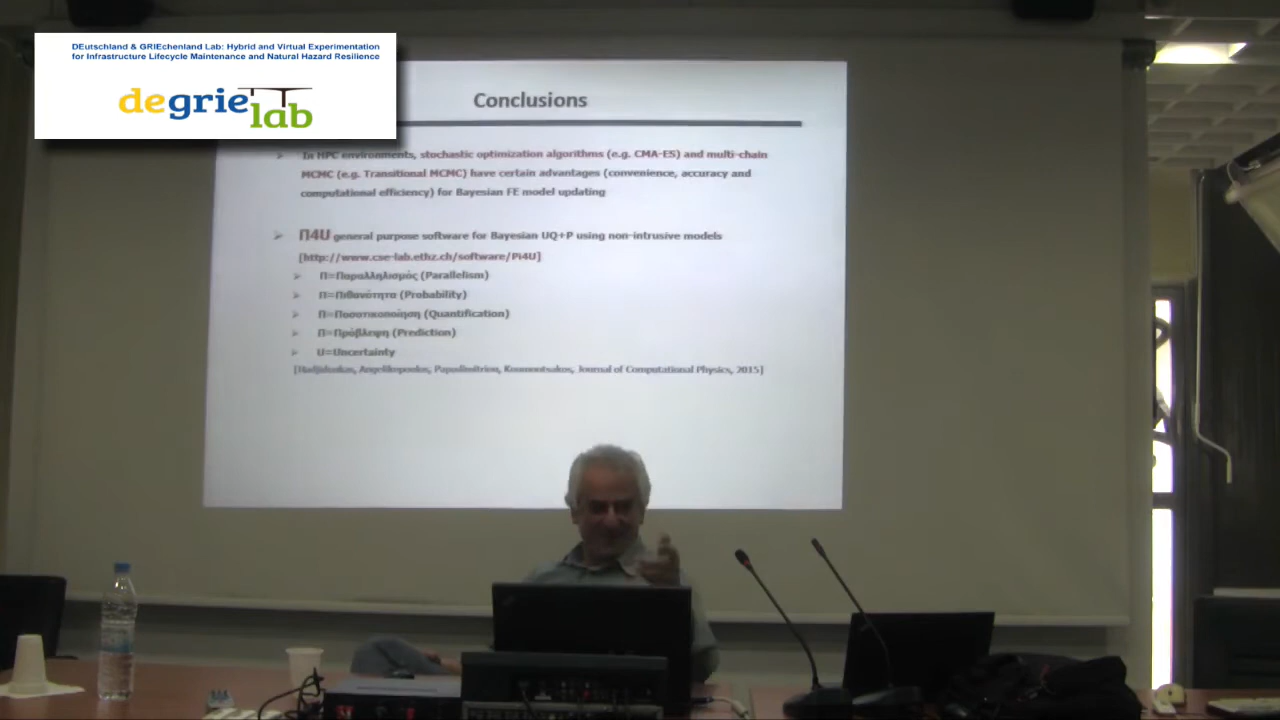 DEutschland & GRIEchenland Lab: Hybrid and Virtual Experimentation
for Infrastructure Lifecycle Maintenance and Natural Hazard Resilience
degrie lab
Conclusions
In HPC environments, stochastic optimization algorithms (e.g. CMA-ES) and multi-chain
MCMC (e.g. Transitional MCMC) have certain advantages (convenience, accuracy and
computational efficiency) for Bayesian FE model updating
Π4U general purpose software for Bayesian UQ+P using non-intrusive models
[http://www.cse-lab.ethz.ch/software/Pi4U]
Π=Παραλληλισμός (Parallelism)
Π=Πιθανότητα (Probability)
Π=Ποσοτικοποίηση (Quantification)
Π=Πρόβλεψη (Prediction)
U=Uncertainty
[Hadjidoukas, Angelikopoulos, Papadimitriou, Koumoutsakos, Journal of Computational Physics, 2015]